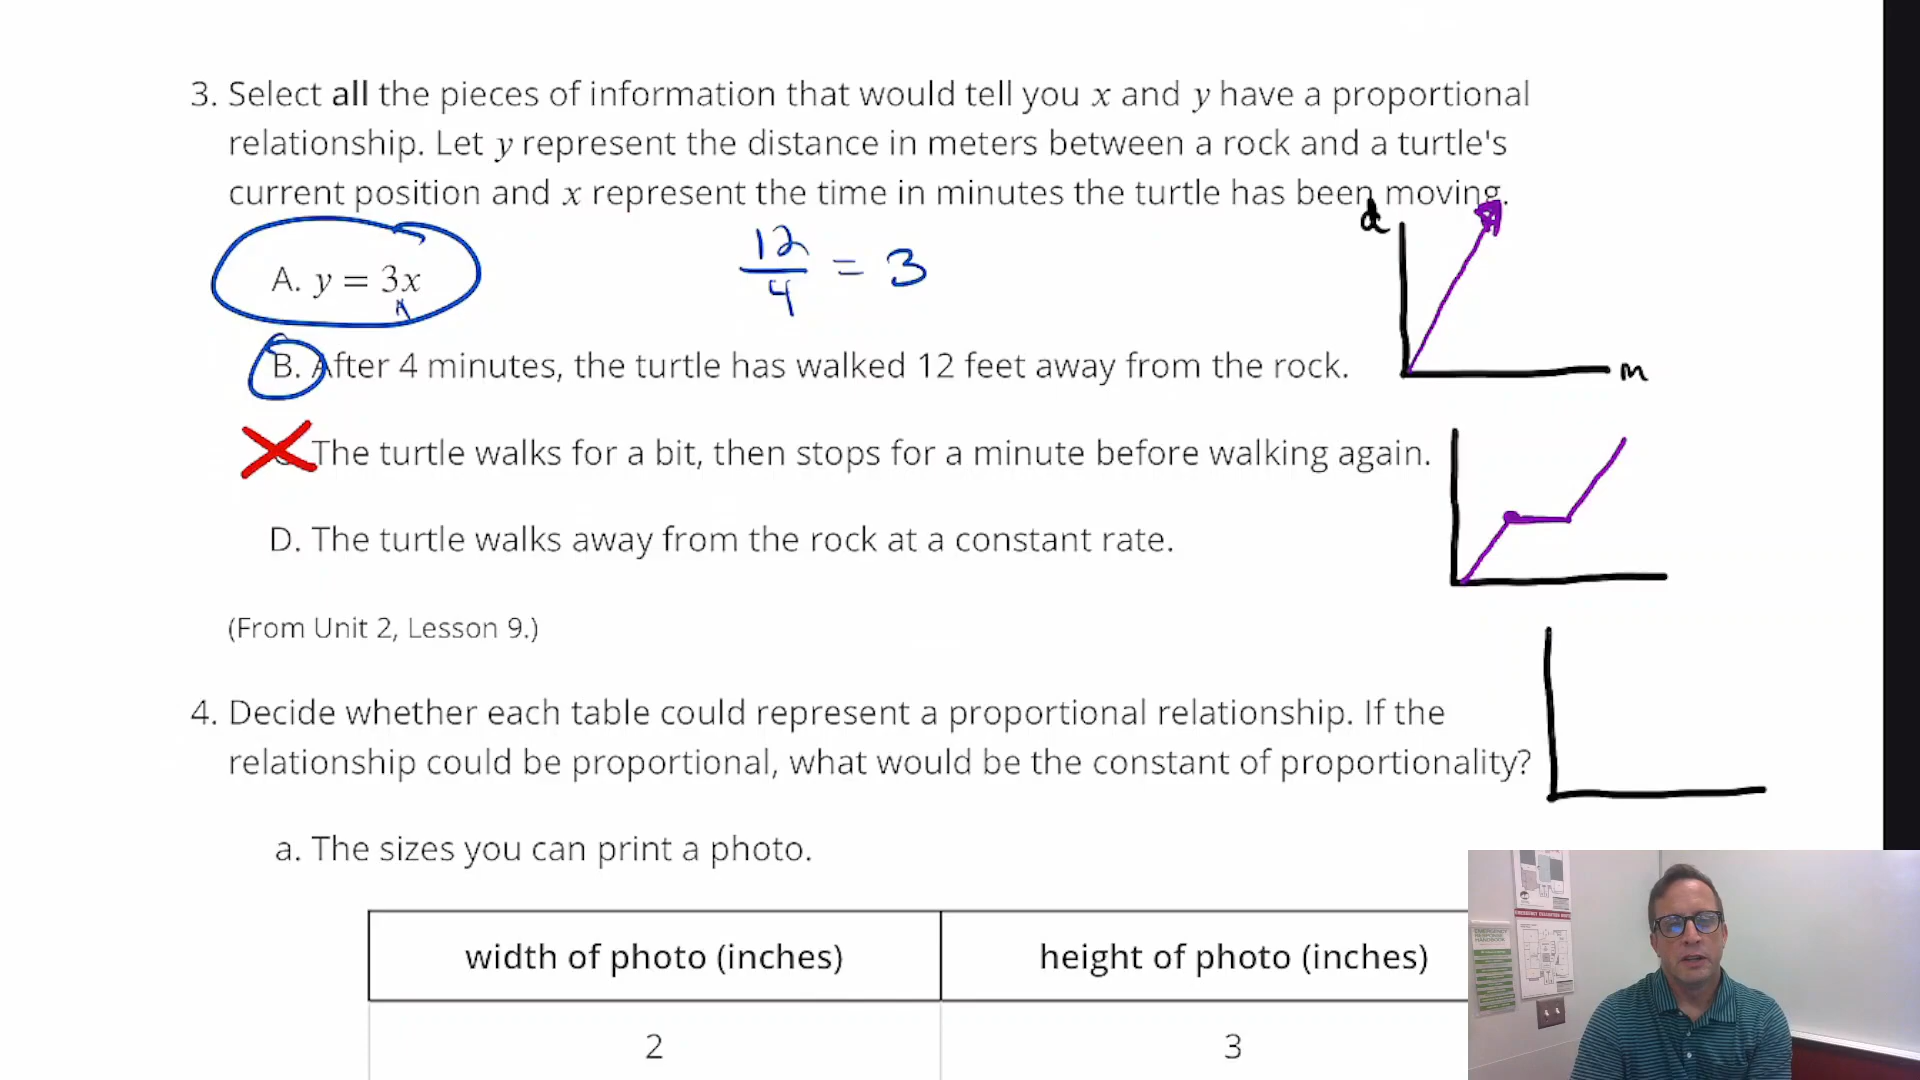 3. Select all the pieces of information that would tell you x and y have a proportional
relationship. Let y represent the distance in meters between a rock and a turtle's
current position and x represent the time in minutes the turtle has been moving.
d
A. y = 3x
12
4
= 3
B. After 4 minutes, the turtle has walked 12 feet away from the rock.
m
The turtle walks for a bit, then stops for a minute before walking again.
D. The turtle walks away from the rock at a constant rate.
(From Unit 2, Lesson 9.)
4. Decide whether each table could represent a proportional relationship. If the
relationship could be proportional, what would be the constant of proportionality?
a. The sizes you can print a photo.
width of photo (inches) height of photo (inches)
2 3